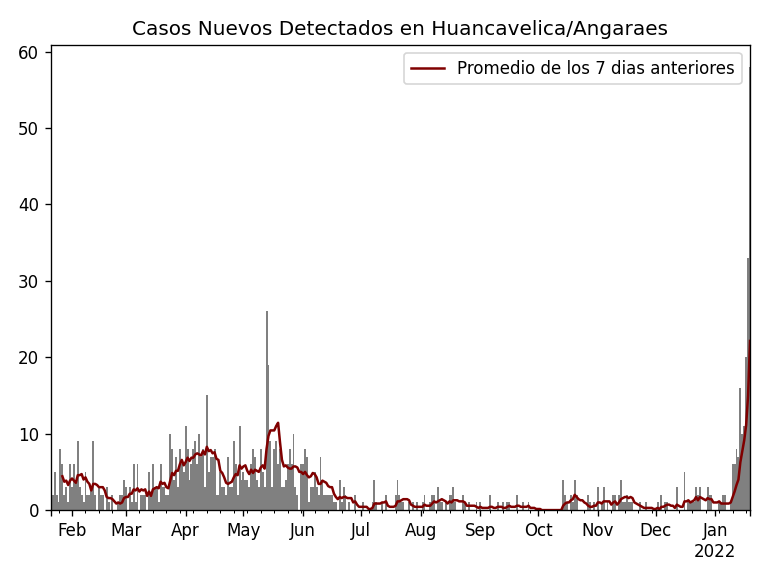 Casos Nuevos Detectados en Huancavelica/Angaraes
Promedio de los 7 dias anteriores
60
50
40
30
20
10
0
Feb Mar Apr May Jun Jul Aug Sep Oct Nov Dec Jan
2022